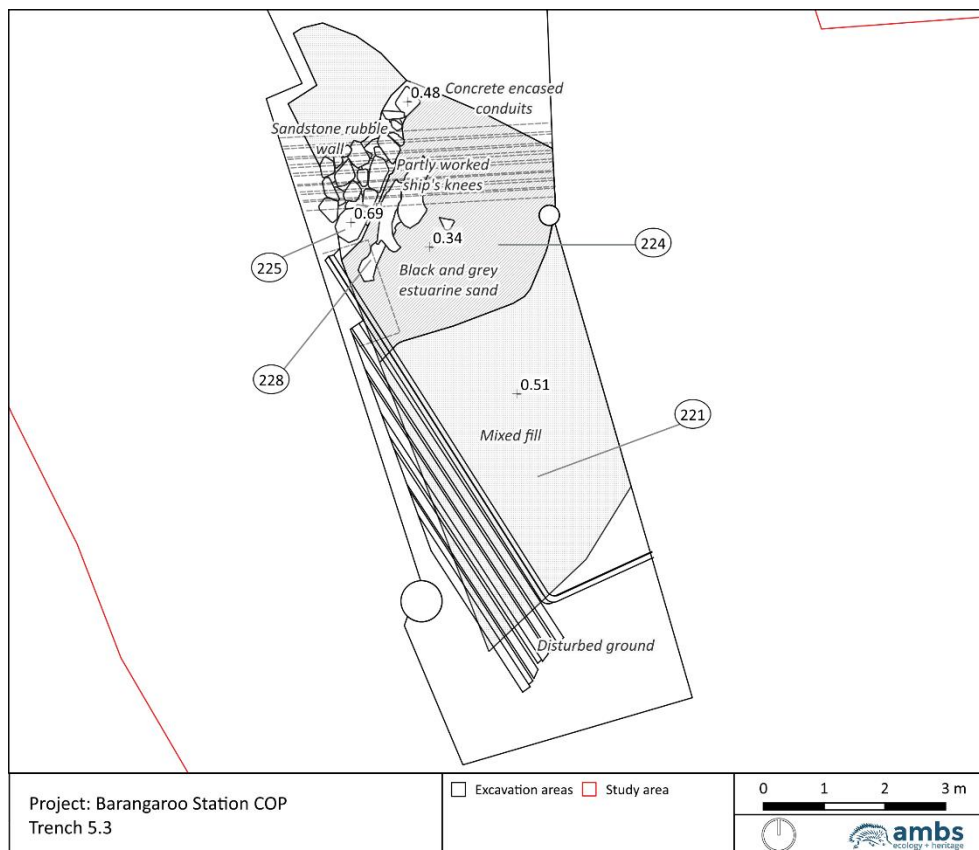 0.48
Concrete encased
conduits
Sandstone rubble
wall
Partly worked
ship's knees
0.69
0.34
224
225
Black and grey
estuarine sand
228
0.51
221
Mixed fill
Disturbed ground
Project: Barangaroo Station COP
Trench 5.3
Excavation areas Study area
0 1 2 3 m
ambs
ecology + heritage